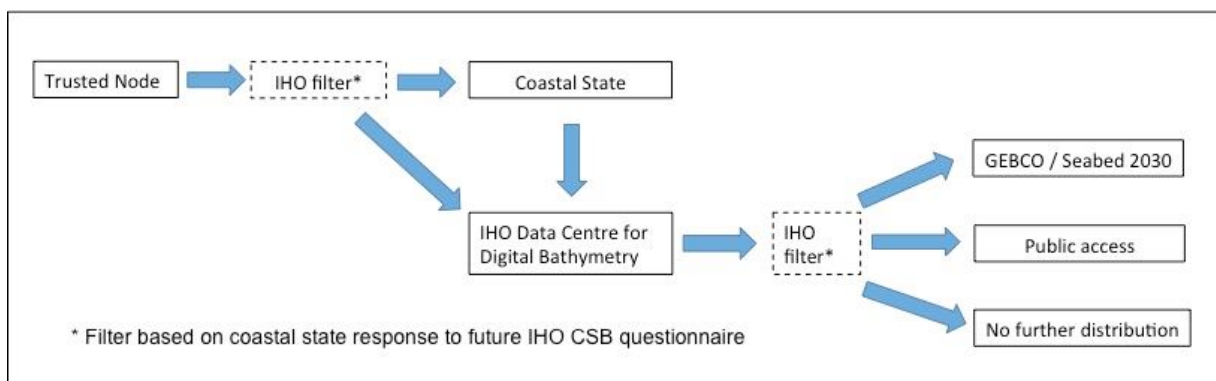 Trusted Node
IHO filter*
Coastal State
IHO Data Centre for
Digital Bathymetry
IHO
filter*
GEBCO / Seabed 2030
Public access
No further distribution
* Filter based on coastal state response to future IHO CSB questionnaire